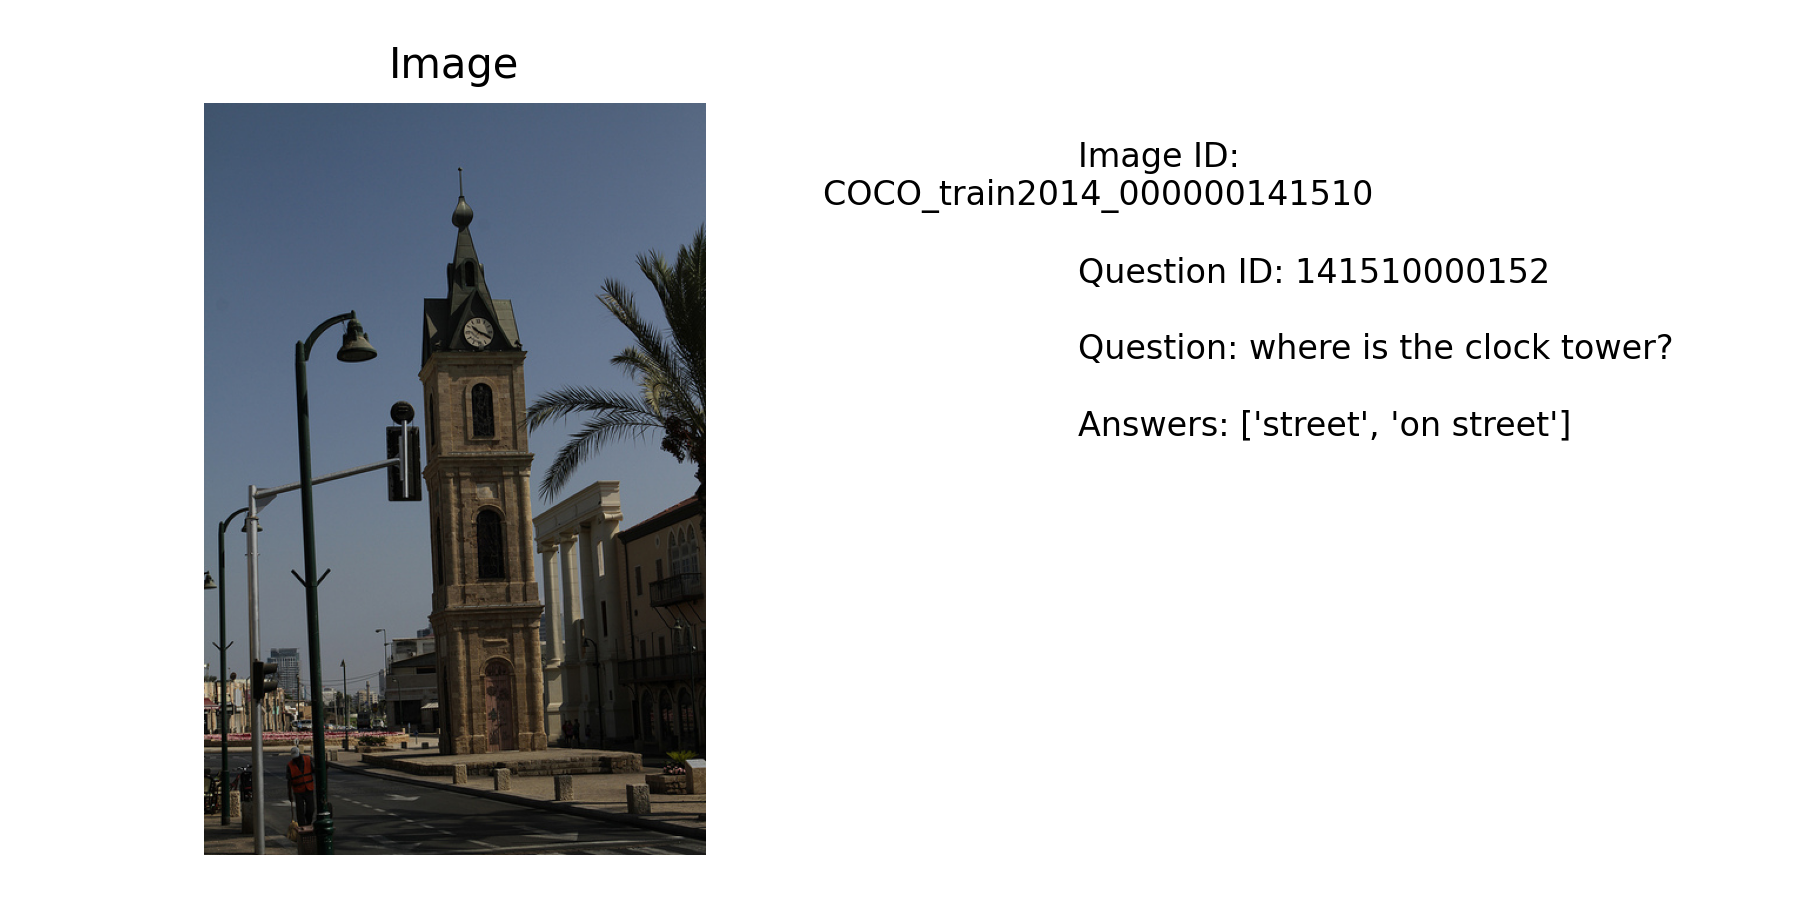 Image
Image ID:
COCO_train2014_000000141510
Question ID: 141510000152
Question: where is the clock tower?
Answers: ['street', 'on street']